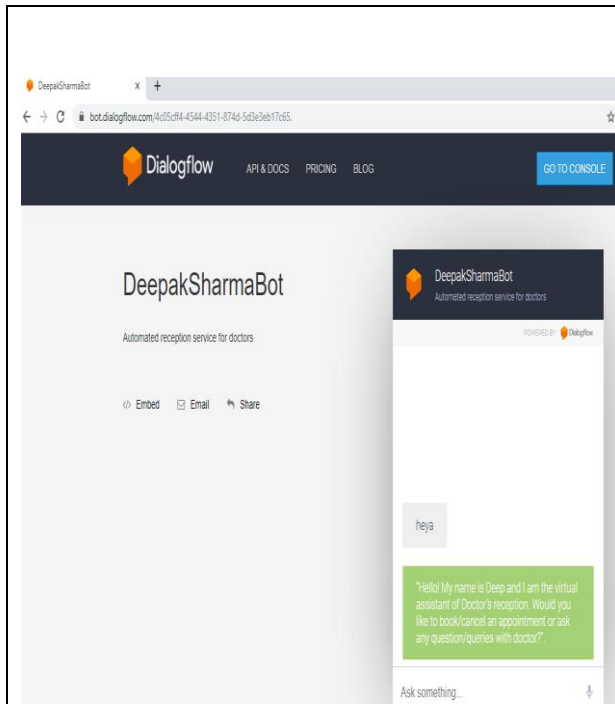 DeepakSharmaBot
bot.dialogflow.com/4c05cff4-4544-4351-874d-5d3e3eb17c65.
Dialogflow
API & DOCS
PRICING
BLOG
GO TO CONSOLE
DeepakSharmaBot
Automated reception service for doctors
Embed
Email
Share
DeepakSharmaBot
Automated reception service for doctors
POWERED BY Dialogflow
heya
"Hello! My name is Deep and I am the virtual
assistant of Doctor's reception. Would you
like to book/cancel an appointment or ask
any question/queries with doctor?".
Ask something...